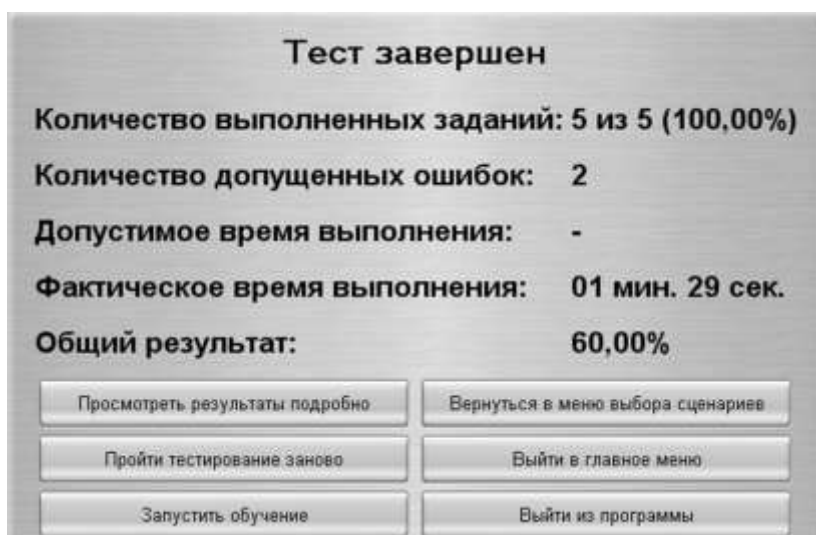 Тест завершен
Количество выполненных заданий: 5 из 5 (100,00%)
Количество допущенных ошибок: 2
Допустимое время выполнения: -
Фактическое время выполнения: 01 мин. 29 сек.
Общий результат: 60,00%
Просмотреть результаты подробно Вернуться в меню выбора сценариев
Пройти тестирование заново Выйти в главное меню
Запустить обучение Выйти из программы